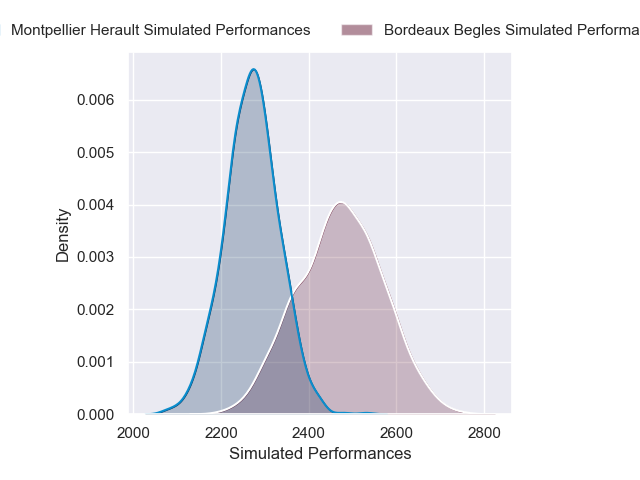 Montpellier Herault Simulated Performances
Bordeaux Begles Simulated Performa
0.006
0.005
0.004
0.003
0.002
0.001
0.000
Density
2000 2200 2400 2600 2800
Simulated Performances